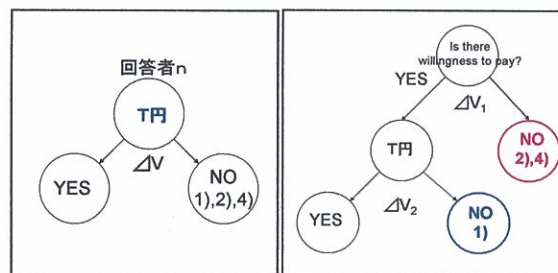 回答者n
T円
⊿V
YES
NO
1),2),4)
Is there
willingness to pay?
YES
⊿V1
NO
2),4)
T円
⊿V2
YES
NO
1)